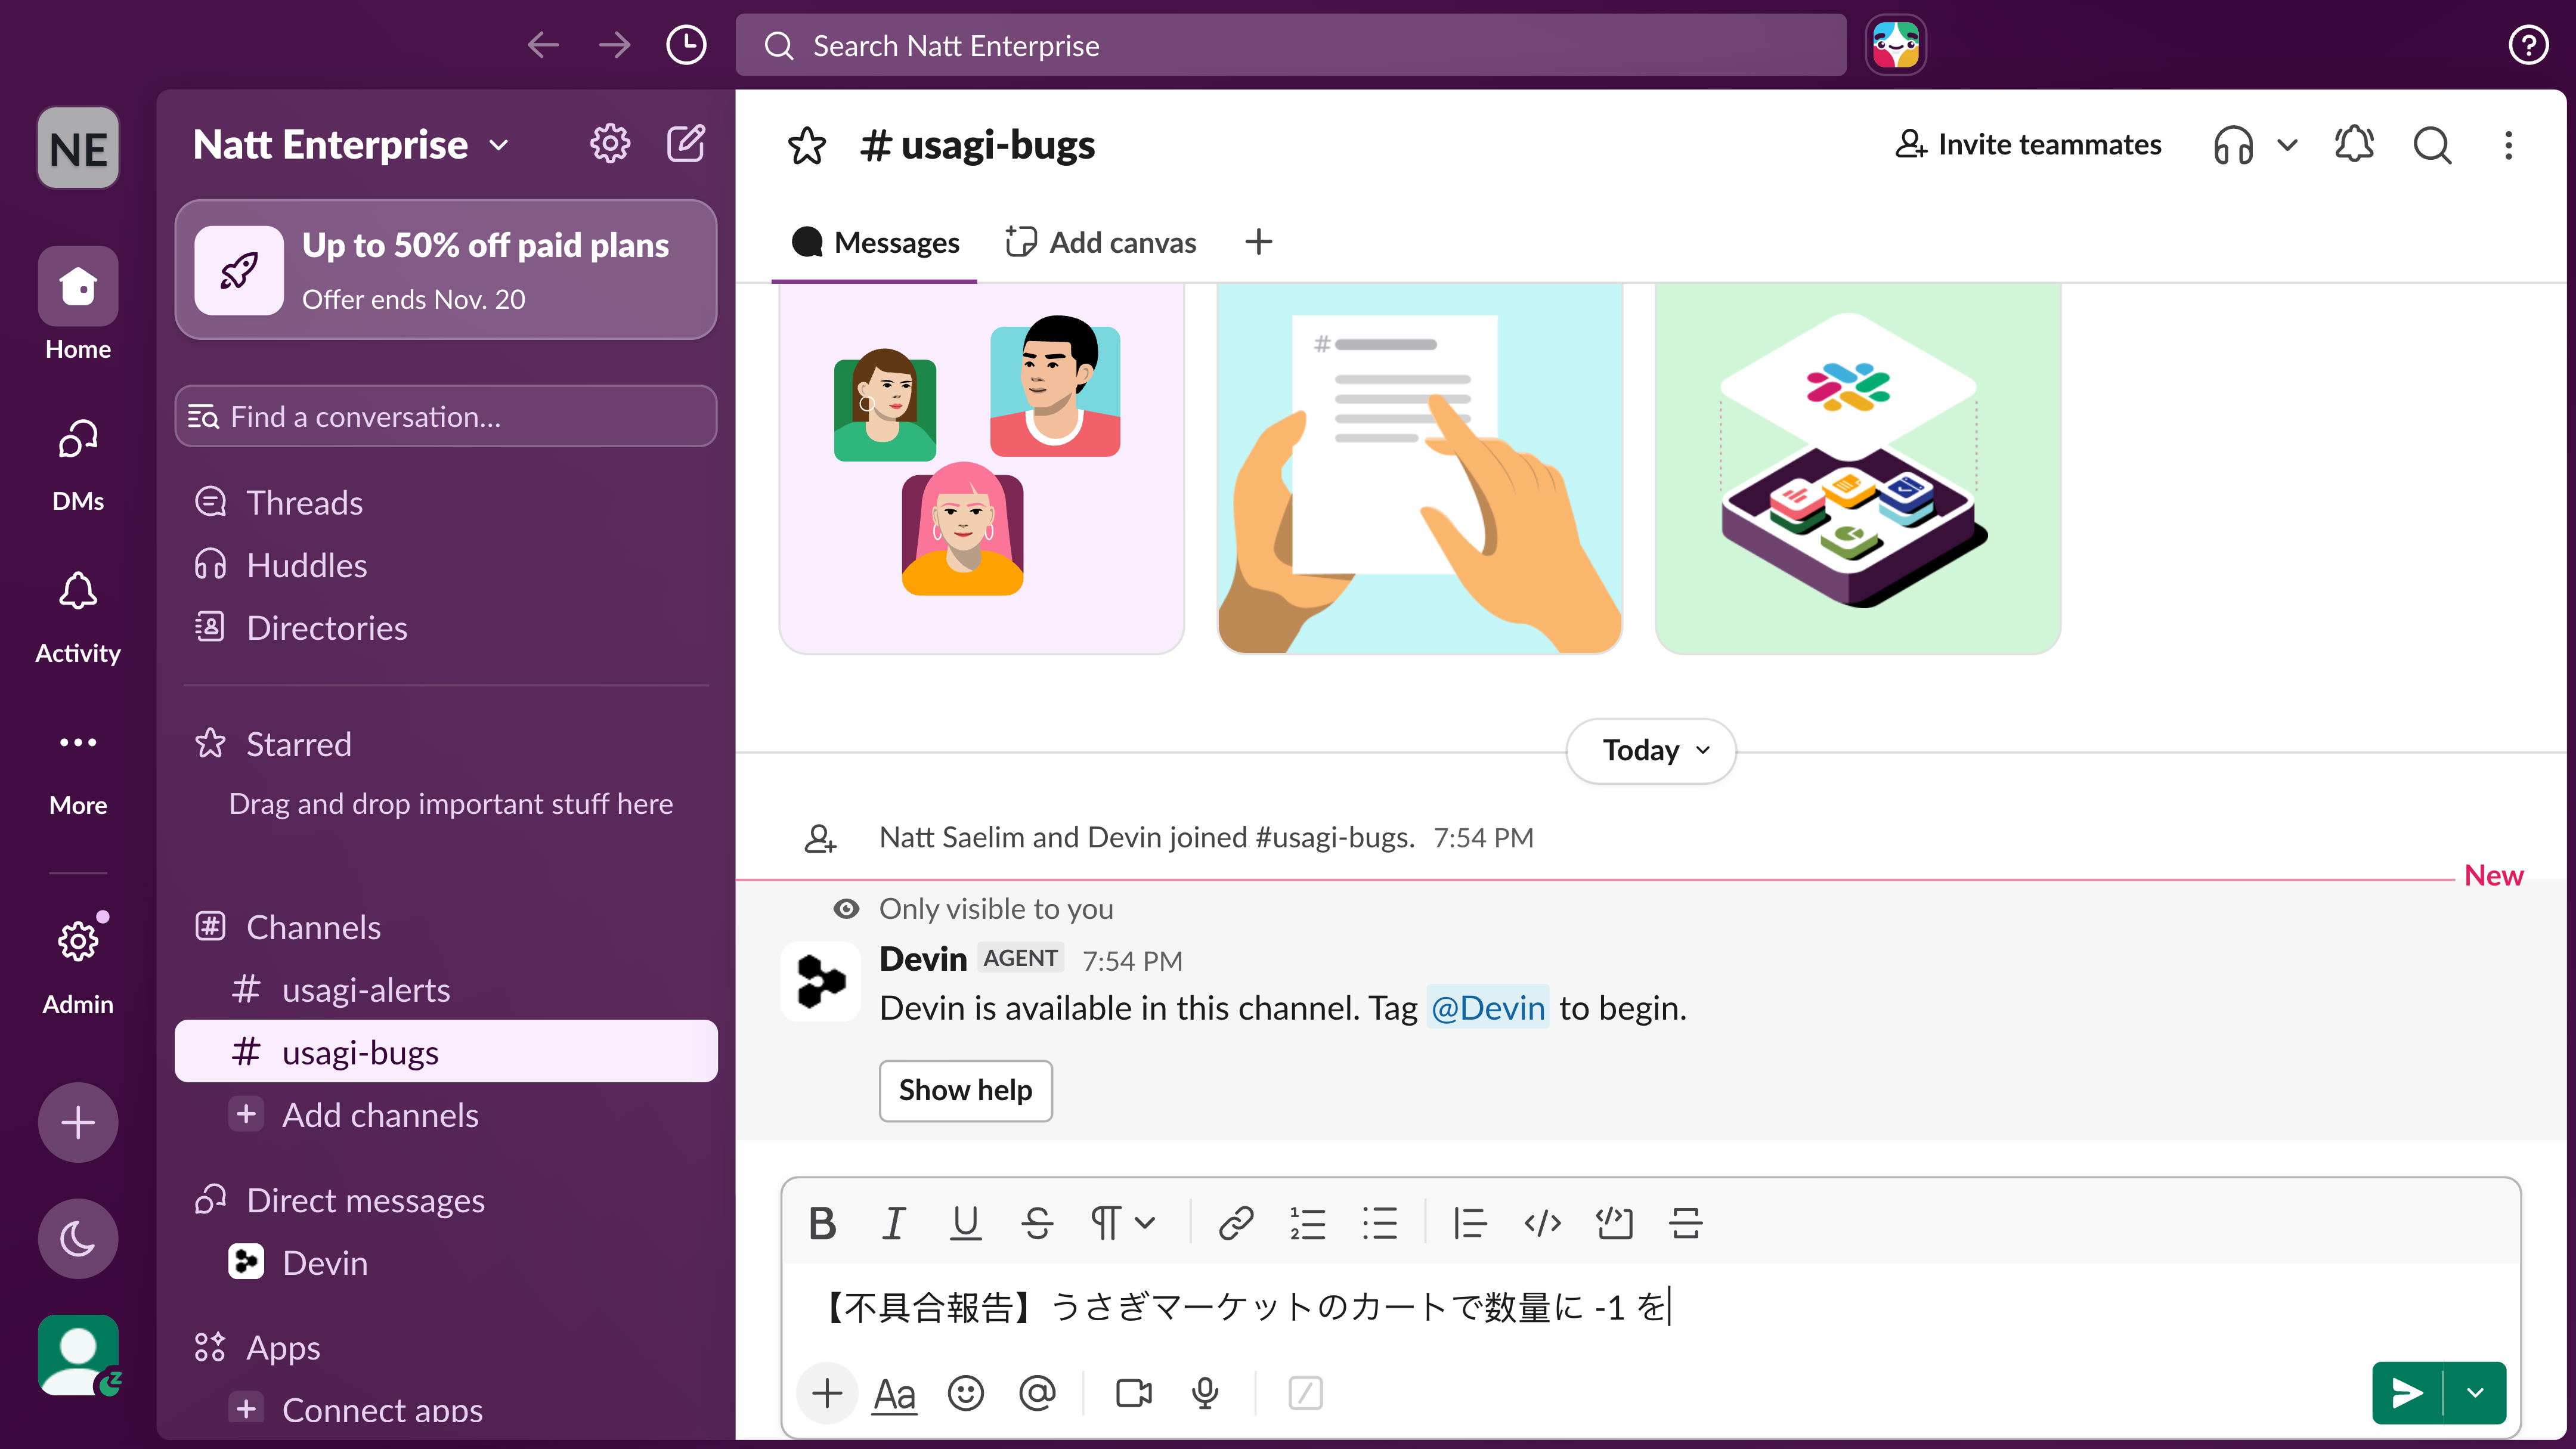 Search Natt Enterprise
NE
Natt Enterprise
Up to 50% off paid plans
Offer ends Nov. 20
Home
DMs
Activity
More
Admin
Find a conversation...
Threads
Huddles
Directories
Starred
Drag and drop important stuff here
Channels
# usagi-alerts
# usagi-bugs
Add channels
Direct messages
Devin
Apps
Connect apps
# usagi-bugs
Invite teammates
Messages
Add canvas
#
Today
Natt Saelim and Devin joined #usagi-bugs. 7:54 PM
New
Only visible to you
Devin AGENT 7:54 PM
Devin is available in this channel. Tag @Devin to begin.
Show help
【不具合報告】うさぎマーケットのカートで数量に -1 を
Aa